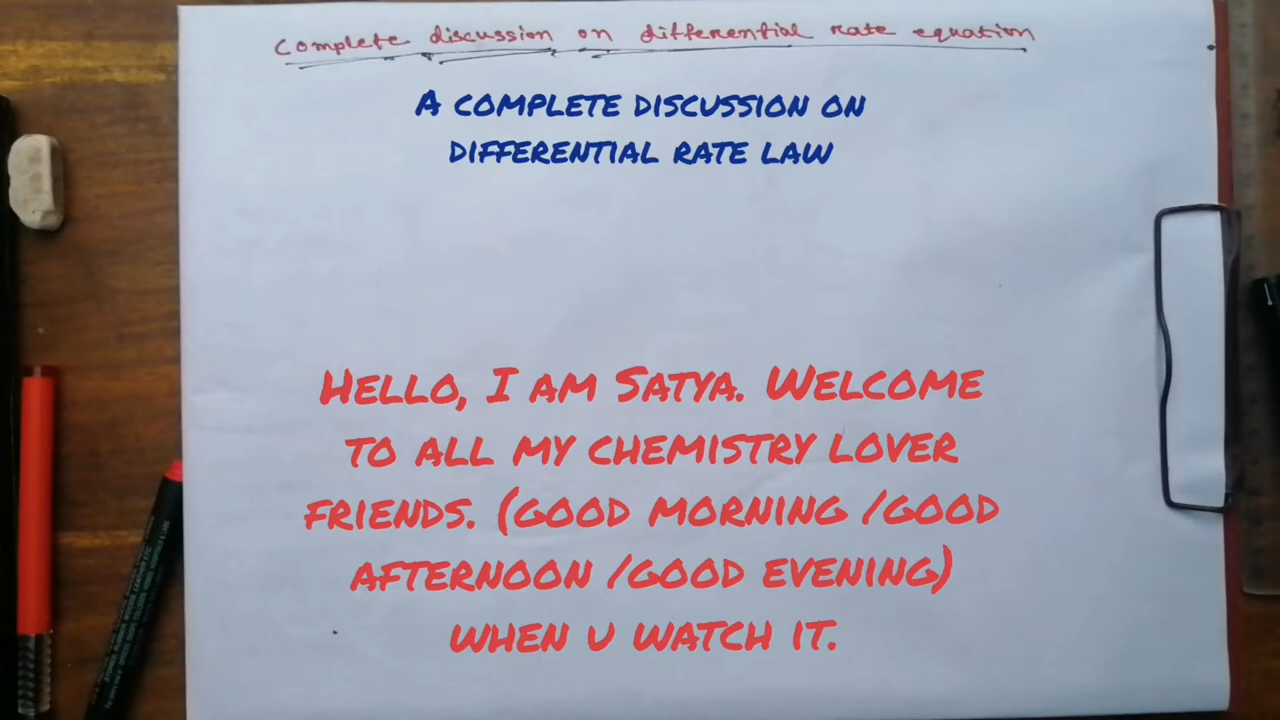 Complete discussion on differential rate equation
A COMPLETE DISCUSSION ON
DIFFERENTIAL RATE LAW
HELLO, I AM SATYA. WELCOME
TO ALL MY CHEMISTRY LOVER
FRIENDS. (GOOD MORNING /GOOD
AFTERNOON /GOOD EVENING)
WHEN U WATCH IT.